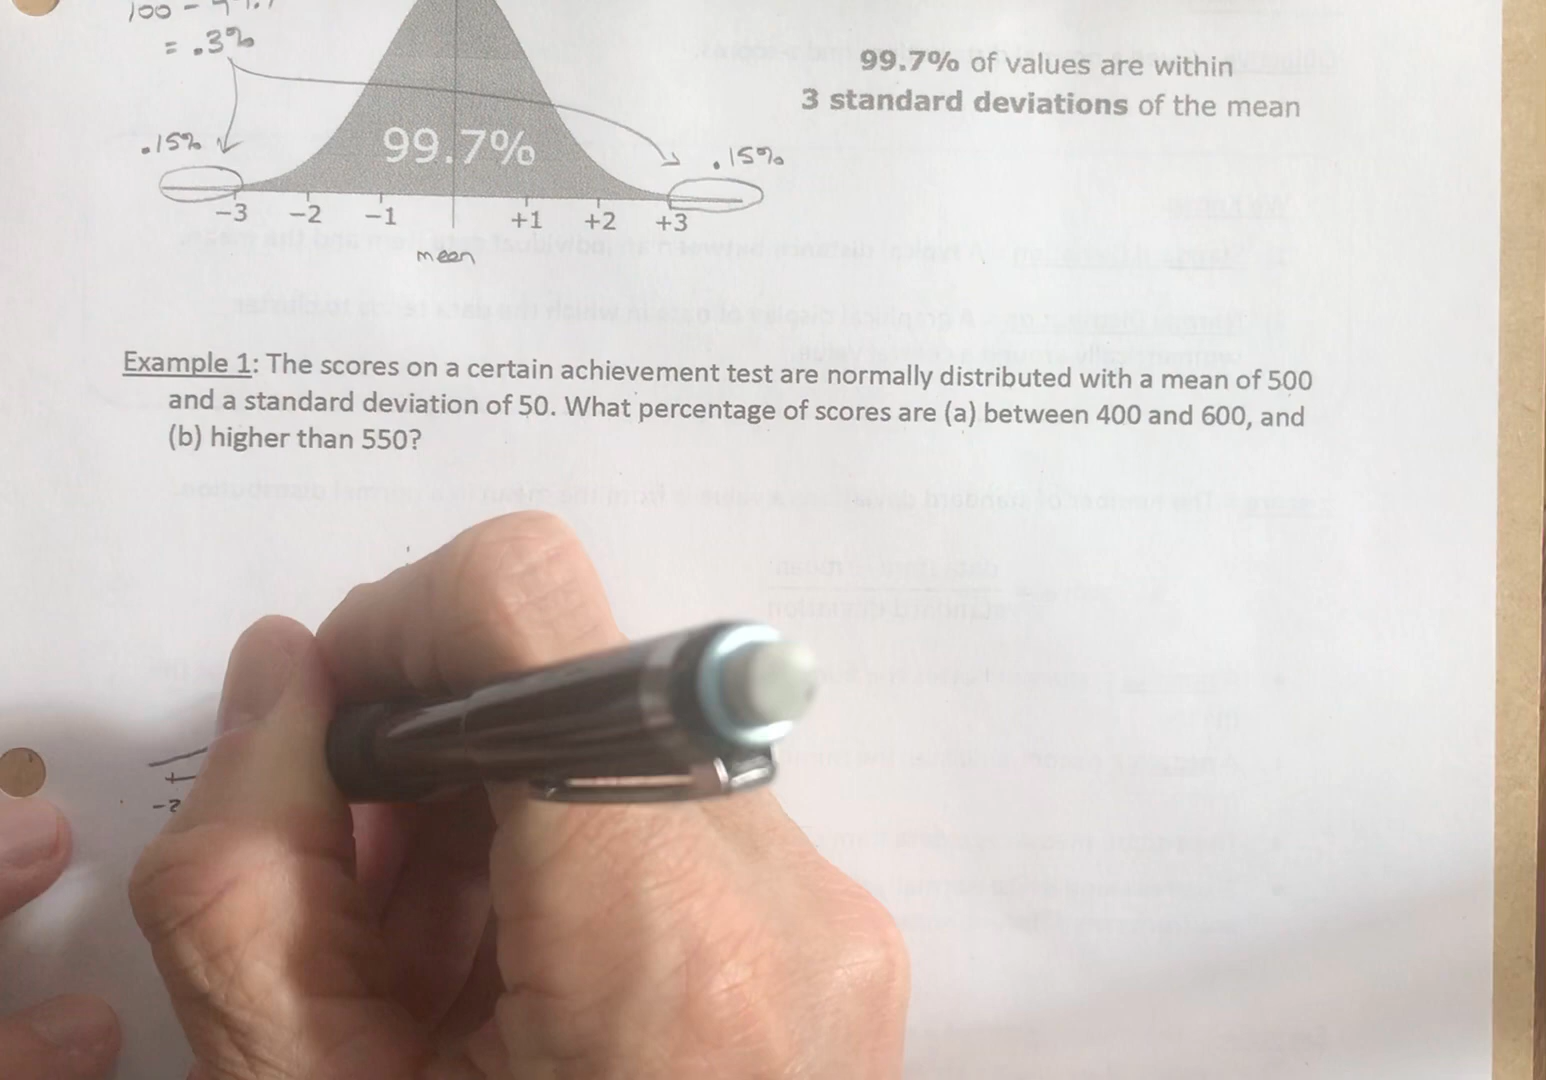 100 -
= .3%
99.7% of values are within
3 standard deviations of the mean
.15%
99.7%
.15%
−3 −2 −1 +1 +2 +3
mean
Example 1: The scores on a certain achievement test are normally distributed with a mean of 500
and a standard deviation of 50. What percentage of scores are (a) between 400 and 600, and
(b) higher than 550?